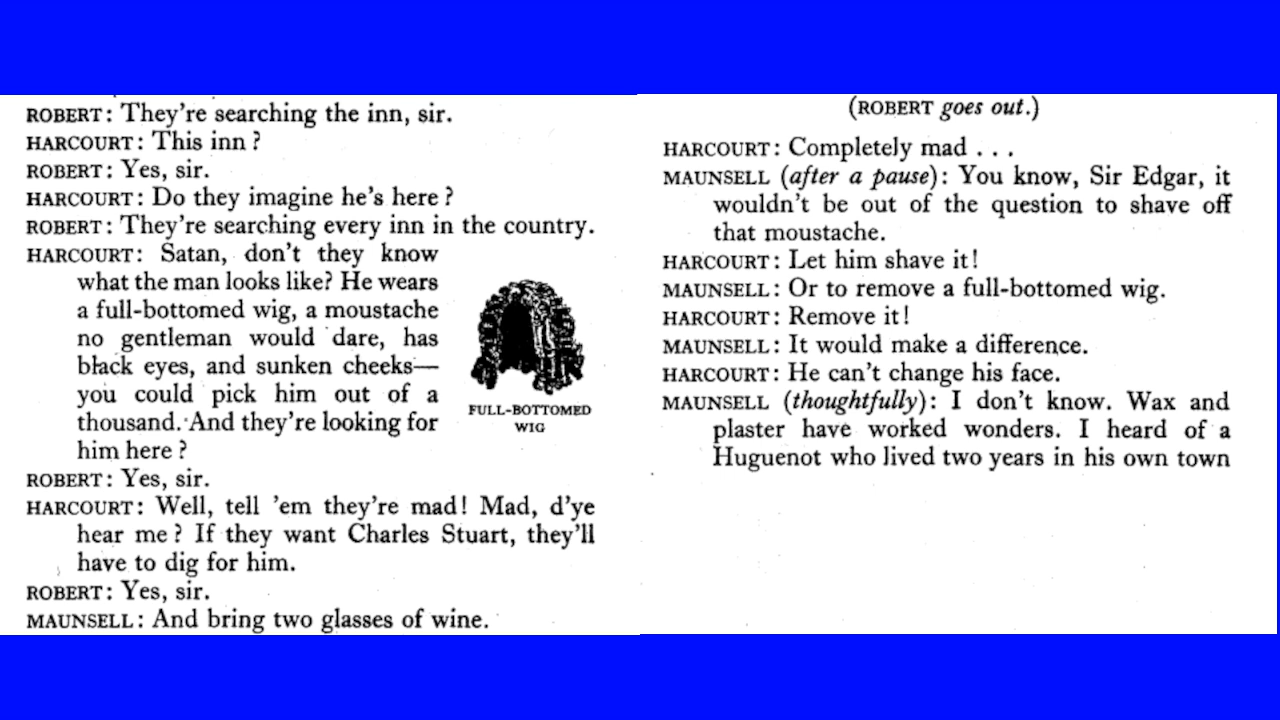 ROBERT: They're searching the inn, sir.
HARCOURT: This inn?
ROBERT: Yes, sir.
HARCOURT: Do they imagine he's here?
ROBERT: They're searching every inn in the country.
HARCOURT: Satan, don't they know
what the man looks like? He wears
a full-bottomed wig, a moustache
no gentleman would dare, has
black eyes, and sunken cheeks—
you could pick him out of a
thousand. And they're looking for
him here?
FULL-BOTTOMED
WIG
ROBERT: Yes, sir.
HARCOURT: Well, tell 'em they're mad! Mad, d'ye
hear me? If they want Charles Stuart, they'll
have to dig for him.
ROBERT: Yes, sir.
MAUNSELL: And bring two glasses of wine.
(ROBERT goes out.)
HARCOURT: Completely mad . . .
MAUNSELL (after a pause): You know, Sir Edgar, it
wouldn't be out of the question to shave off
that moustache.
HARCOURT: Let him shave it!
MAUNSELL: Or to remove a full-bottomed wig.
HARCOURT: Remove it!
MAUNSELL: It would make a difference.
HARCOURT: He can't change his face.
MAUNSELL (thoughtfully): I don't know. Wax and
plaster have worked wonders. I heard of a
Huguenot who lived two years in his own town